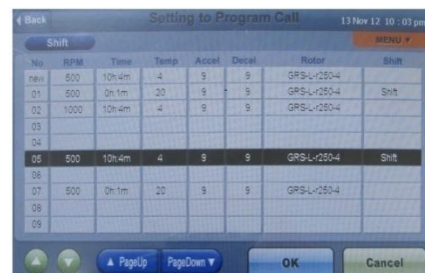 Back Setting to Program Call 13 Nov 12 10 : 03 pm
Shift MENU ▼
No RPM Time Temp Accel Decel Rotor Shift
new 500 10h:4m 4 9 9 GRS-L-r250-4
01 500 0h:1m 20 9 9 GRS-L-r250-4 Shift
02 1000 10h:4m 4 9 9 GRS-L-r250-4
03
04
05 500 10h:4m 4 9 9 GRS-L-r250-4 Shift
06
07 500 0h:1m 20 9 9 GRS-L-r250-4
08
09
▲ PageUp PageDown ▼ OK Cancel